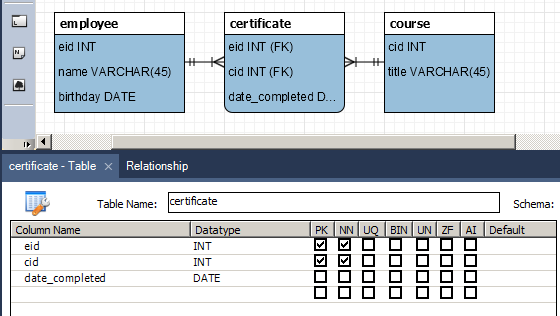 employee
certificate
course
eid INT
eid INT (FK)
cid INT
name VARCHAR(45)
cid INT (FK)
title VARCHAR(45)
birthday DATE
date_completed D...
certificate - Table ×
Relationship
Table Name:
certificate
Schema:
Column Name Datatype PK NN UQ BIN UN ZF AI Default
eid INT
cid INT
date_completed DATE